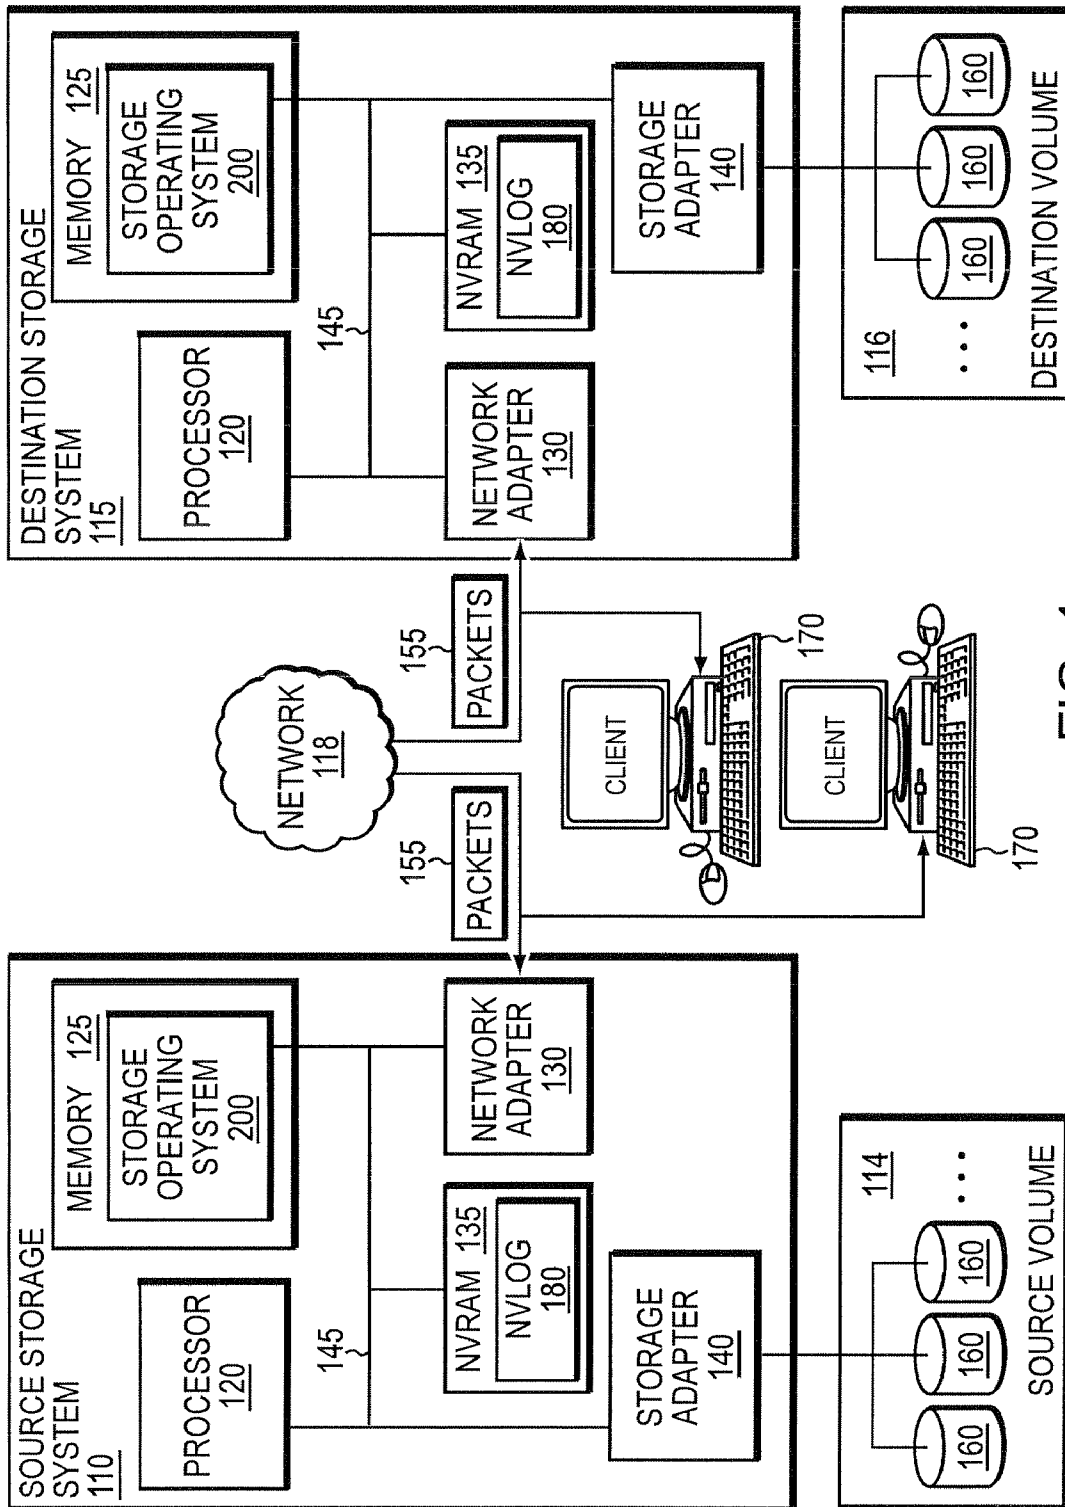 SOURCE STORAGE
SYSTEM
110
PROCESSOR
120
MEMORY 125
STORAGE
OPERATING
SYSTEM
200
145
NVRAM 135
NVLOG
180
NETWORK
ADAPTER
130
STORAGE
ADAPTER
140
160
160
160
114
SOURCE VOLUME
NETWORK
118
155
PACKETS
155
PACKETS
CLIENT
170
CLIENT
170
DESTINATION STORAGE
SYSTEM
115
PROCESSOR
120
MEMORY 125
STORAGE
OPERATING
SYSTEM
200
145
NETWORK
ADAPTER
130
NVRAM 135
NVLOG
180
STORAGE
ADAPTER
140
116
160
160
160
DESTINATION VOLUME